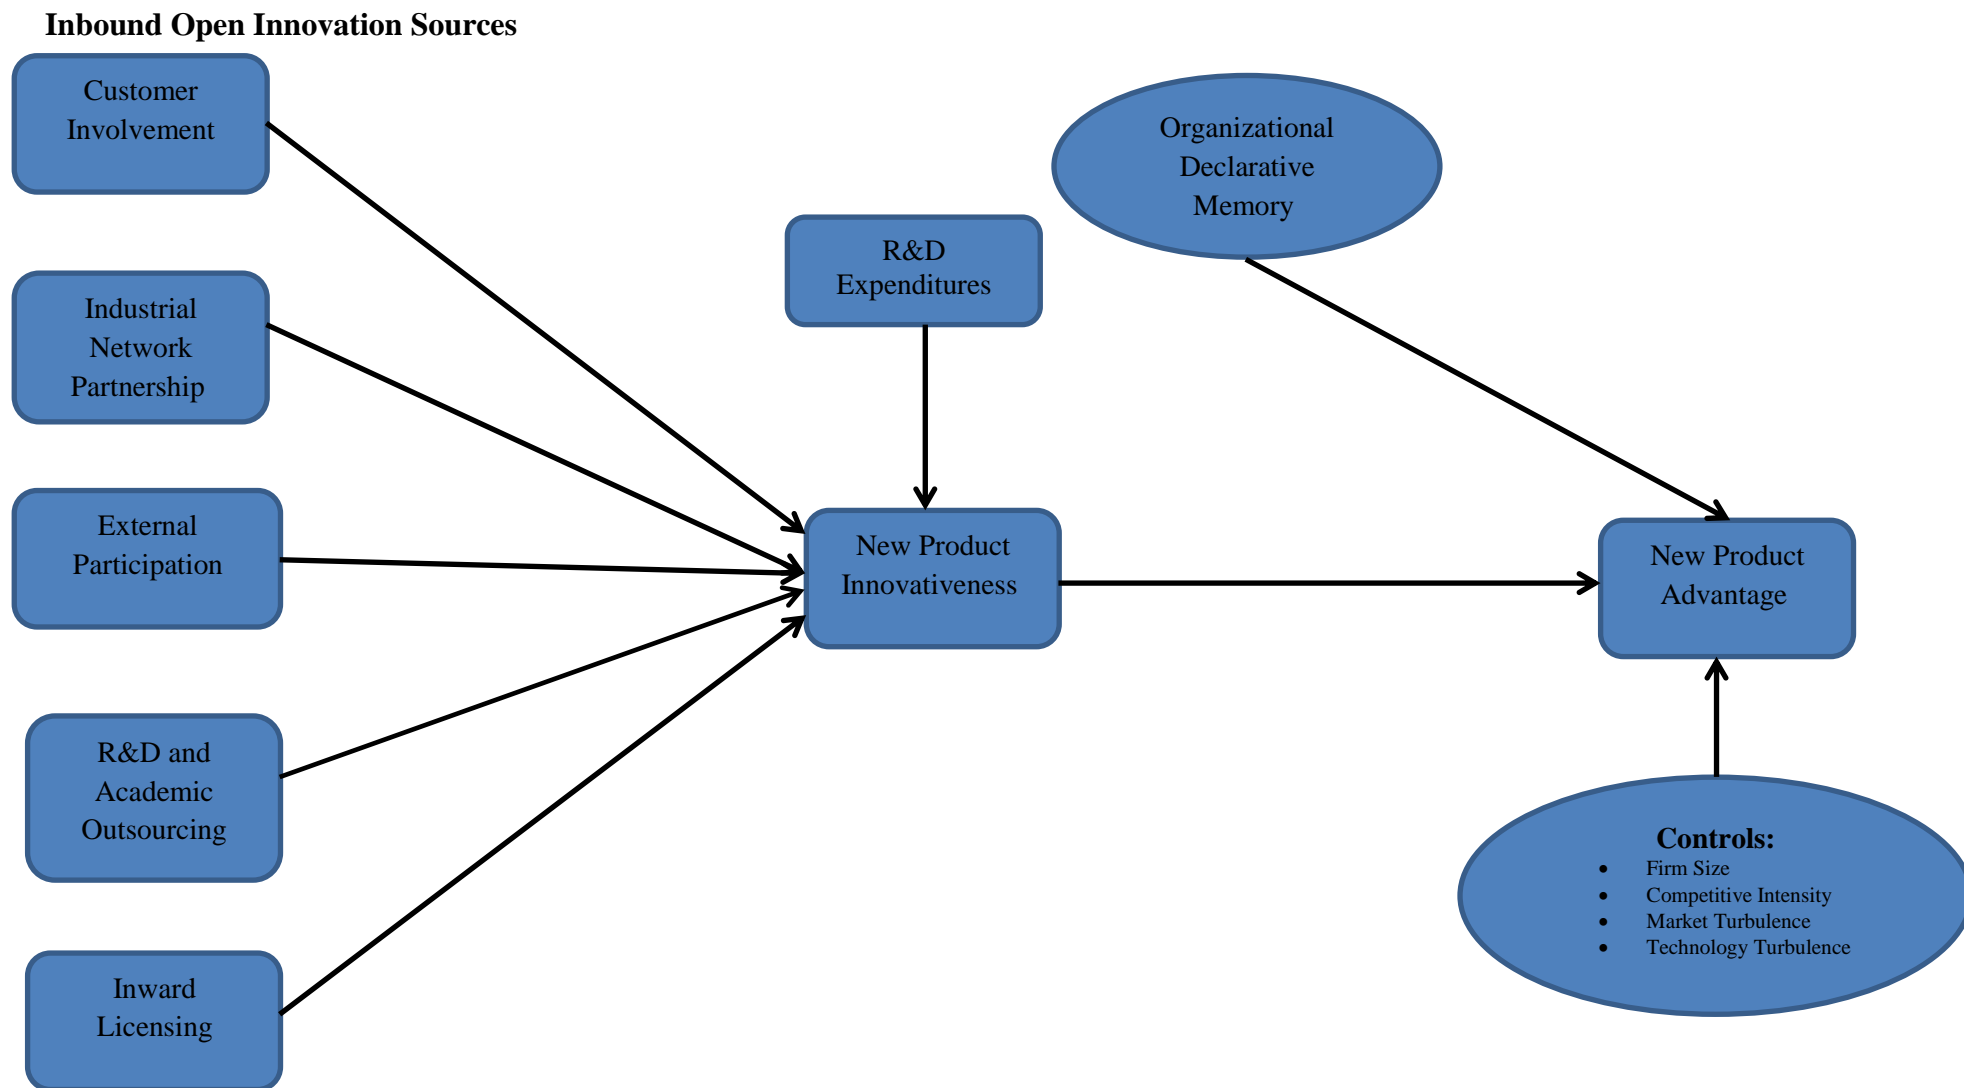 Inbound Open Innovation Sources
Customer
Involvement
Industrial
Network
Partnership
External
Participation
R&D and
Academic
Outsourcing
Inward
Licensing
R&D
Expenditures
New Product
Innovativeness
Organizational
Declarative
Memory
New Product
Advantage
Controls:
• Firm Size
• Competitive Intensity
• Market Turbulence
• Technology Turbulence